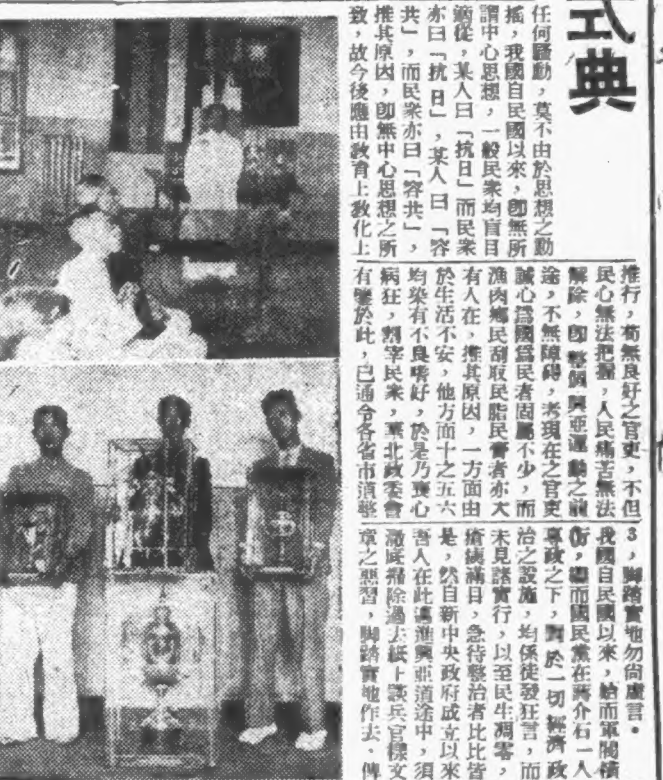 式典
任何騷動，莫不由於思想之動
搖，我國自民國以來，卽無所
謂中心思想，一般民衆均盲目
適從，某人曰「抗日」而民衆
亦曰「抗日」，某人曰「容
共」，而民衆亦曰「容共」，
推其原因，卽無中心思想之所
致，故今後應由敎育上敎化上
推行，苟無良好之官吏，不但
民心無法把握，人民痛苦無法
解除，卽整個興亞運動之前
途，不無障碍，考現在之官吏
誠心爲國爲民者固屬不少，而
漁肉鄉民刮取民脂民膏者亦大
有人在，推其原因，一方面由
於生活不安，他方面十之五六
均染有不良嗜好，於是乃喪心
病狂，割宰民衆，華北政委會
有鑒於此，已通令各省市淸整
3，脚踏實地勿尙虛言。
我國自民國以來，始而軍閥橫
行，繼而國民黨在蔣介石一人
專政之下，對於一切經濟政
治之設施，均係徒發狂言，而
未見諸實行，以至民生凋零，
瘡痍滿目，急待整治者比比皆
是，然自新中央政府成立以來
吾人在此邁進興亞道途中，須
澈底掃除過去紙上談兵官樣文
章之惡習，脚踏實地作去，俾